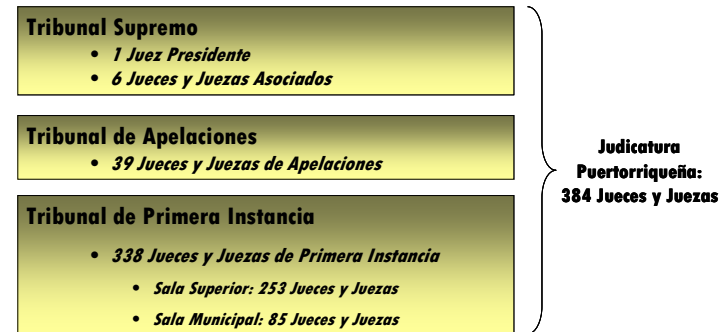 Tribunal Supremo
• 1 Juez Presidente
• 6 Jueces y Juezas Asociados
Tribunal de Apelaciones
• 39 Jueces y Juezas de Apelaciones
Tribunal de Primera Instancia
• 338 Jueces y Juezas de Primera Instancia
• Sala Superior: 253 Jueces y Juezas
• Sala Municipal: 85 Jueces y Juezas
Judicatura
Puertorriqueña:
384 Jueces y Juezas